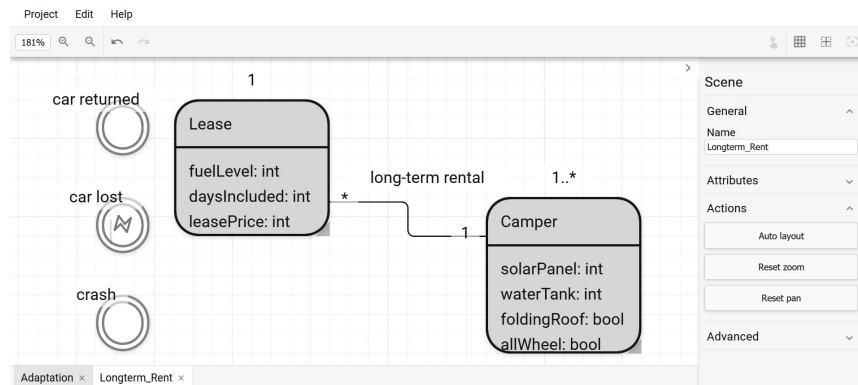 Project Edit Help
181%
Scene
General
Name
Longterm_Rent
Attributes
Actions
Auto layout
Reset zoom
Reset pan
Advanced
1
car returned
Lease
fuelLevel: int
daysIncluded: int
leasePrice: int
car lost
crash
long-term rental
*
1
1..*
Camper
solarPanel: int
waterTank: int
foldingRoof: bool
allWheel: bool
Adaptation × Longterm_Rent ×